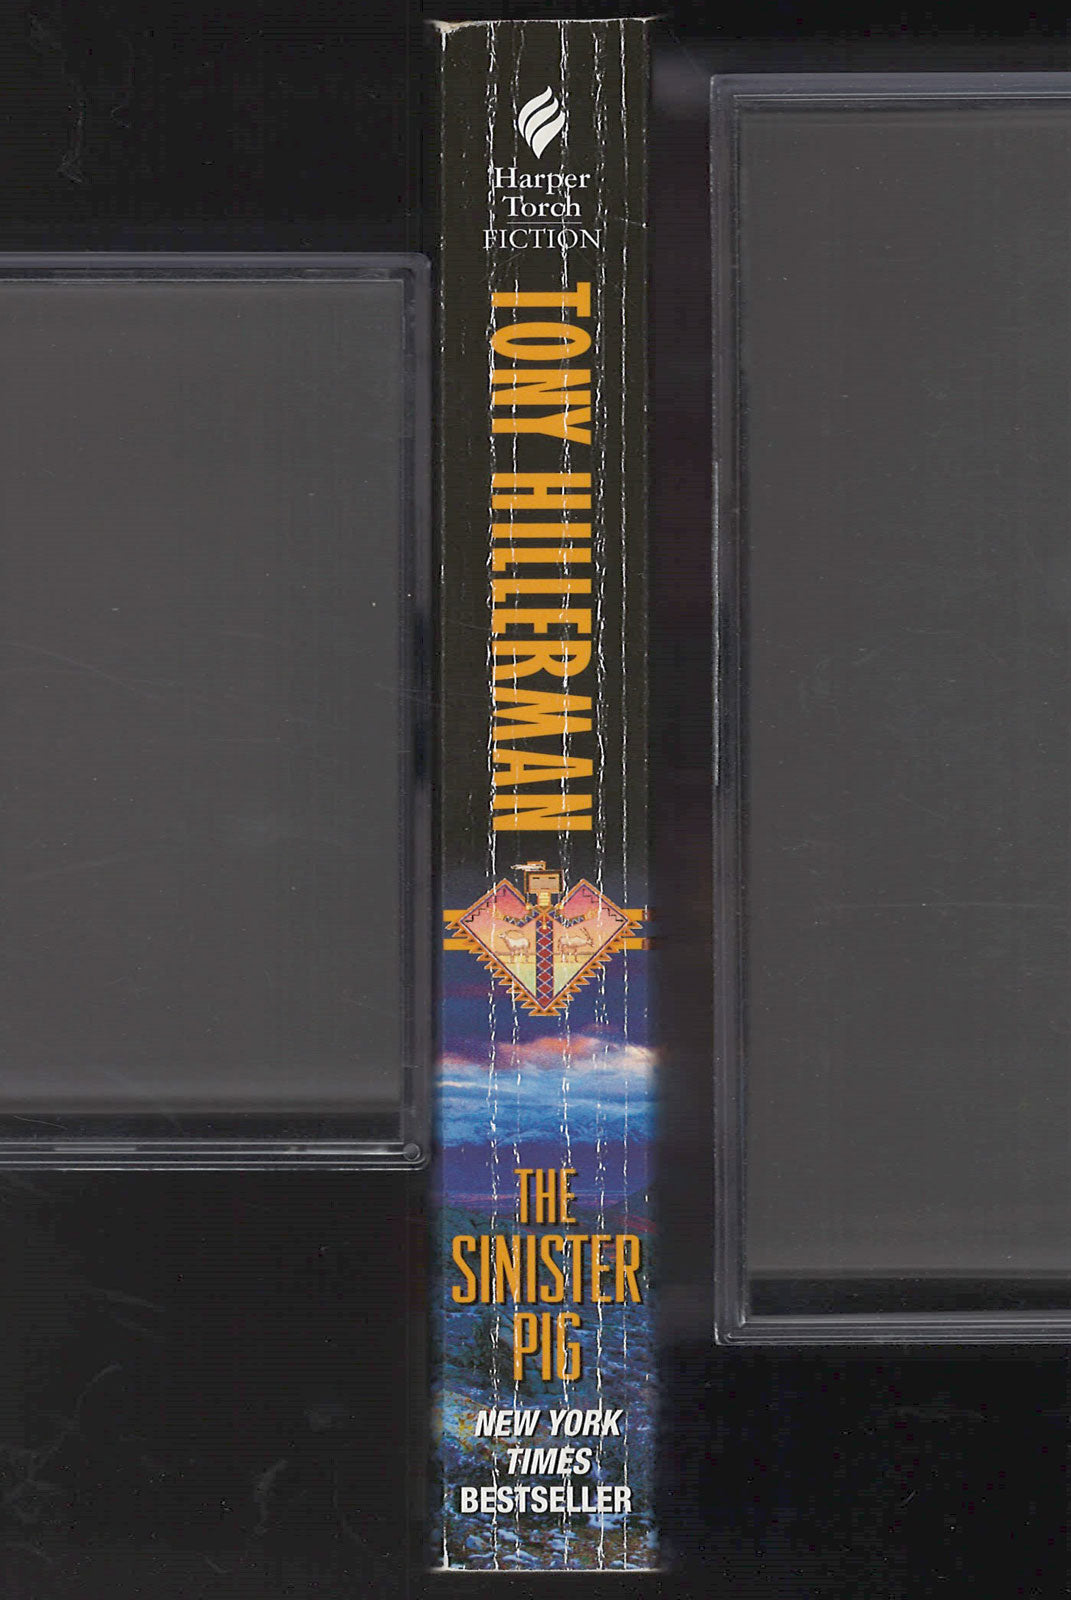 Harper
Torch
FICTION
TONY HILLERMAN
THE
SINISTER
PIG
NEW YORK
TIMES
BESTSELLER